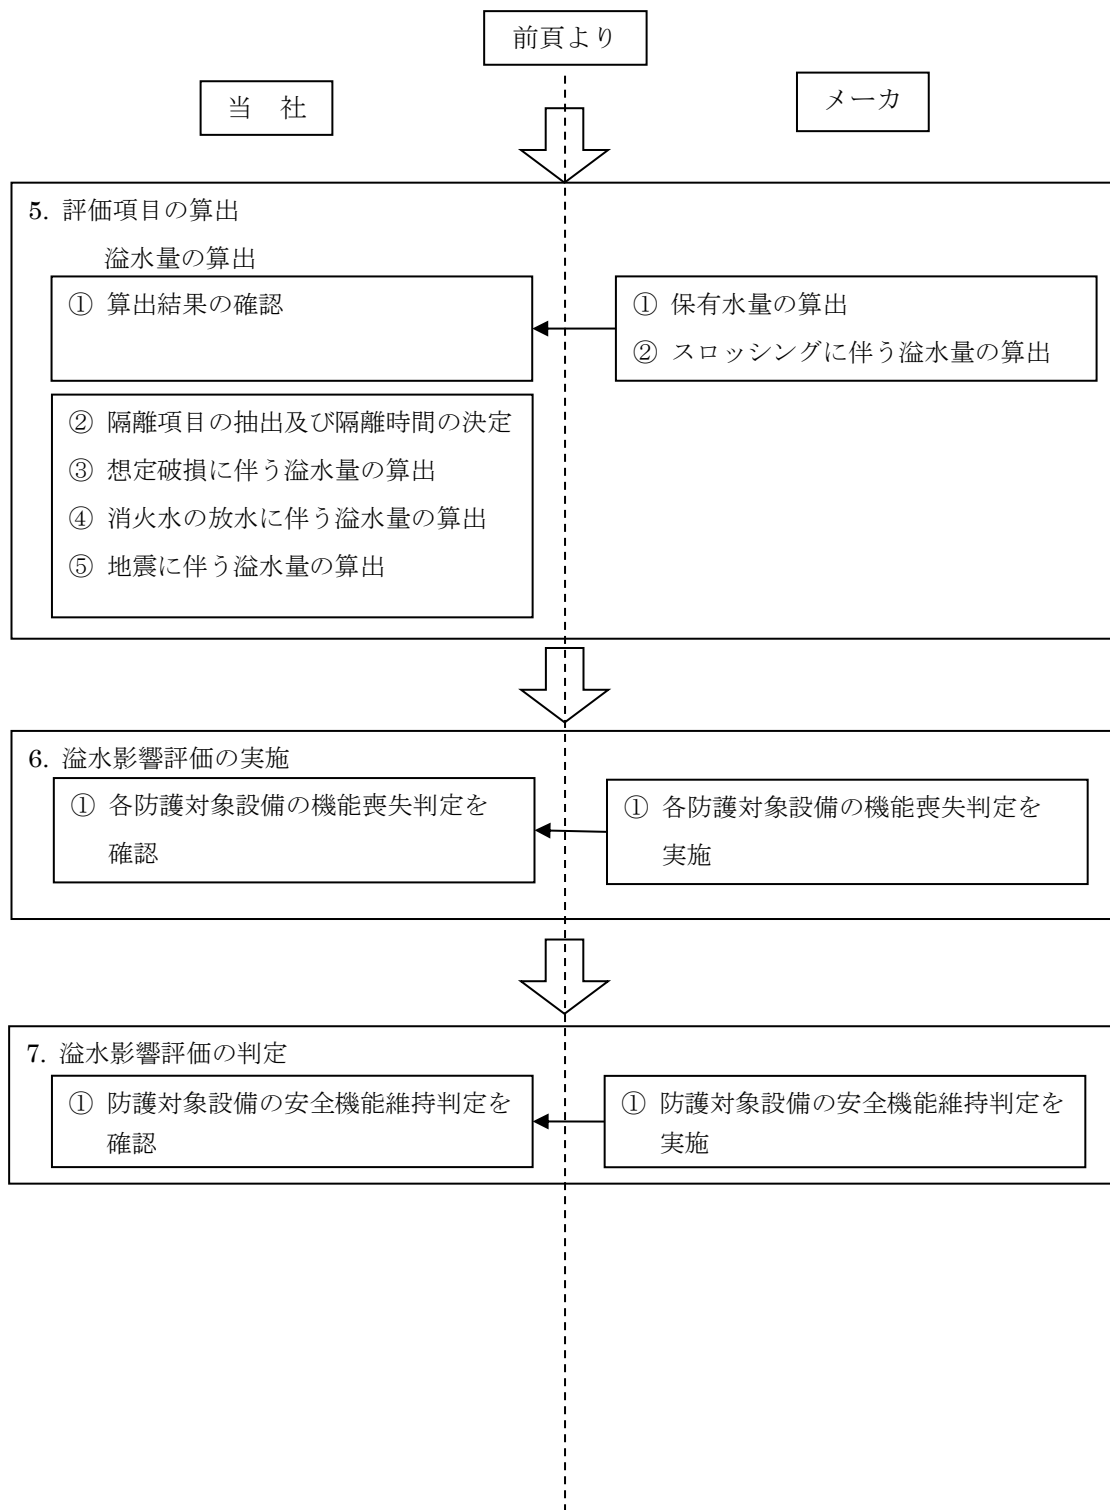 前頁より
当　社
メーカ
5. 評価項目の算出
溢水量の算出
① 算出結果の確認
① 保有水量の算出
② スロッシングに伴う溢水量の算出
② 隔離項目の抽出及び隔離時間の決定
③ 想定破損に伴う溢水量の算出
④ 消火水の放水に伴う溢水量の算出
⑤ 地震に伴う溢水量の算出
6. 溢水影響評価の実施
① 各防護対象設備の機能喪失判定を
確認
① 各防護対象設備の機能喪失判定を
実施
7. 溢水影響評価の判定
① 防護対象設備の安全機能維持判定を
確認
① 防護対象設備の安全機能維持判定を
実施